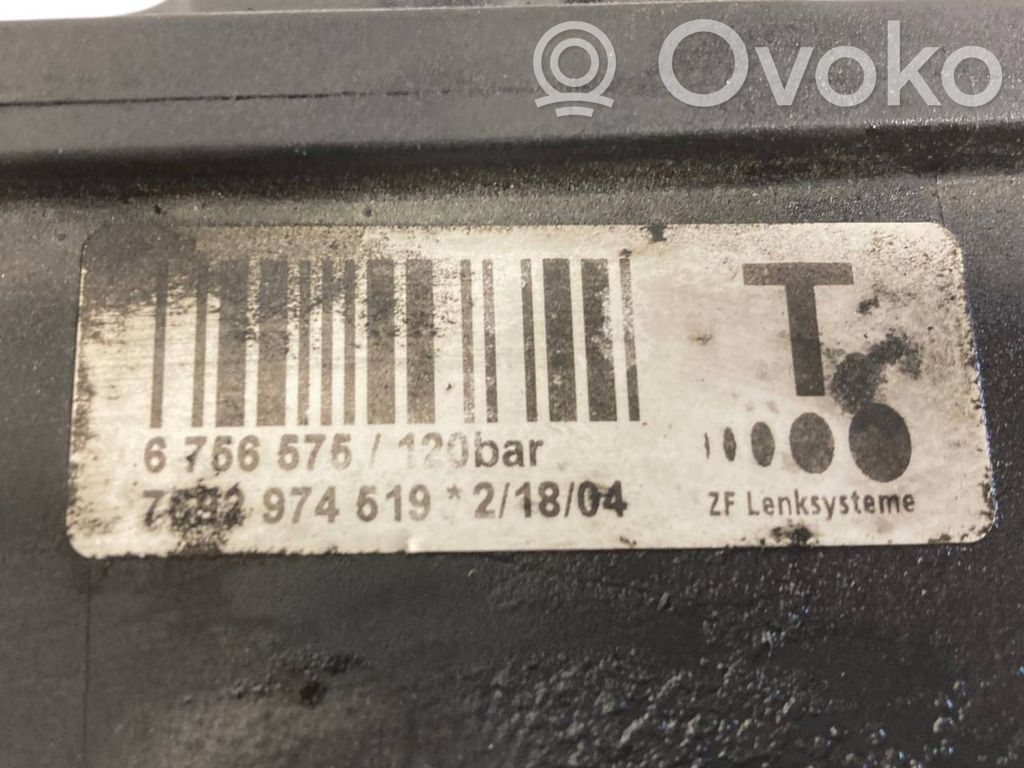 Ovoko
T
6 756 575 / 120bar
974 519 * 2/18/04
ZF Lenksysteme